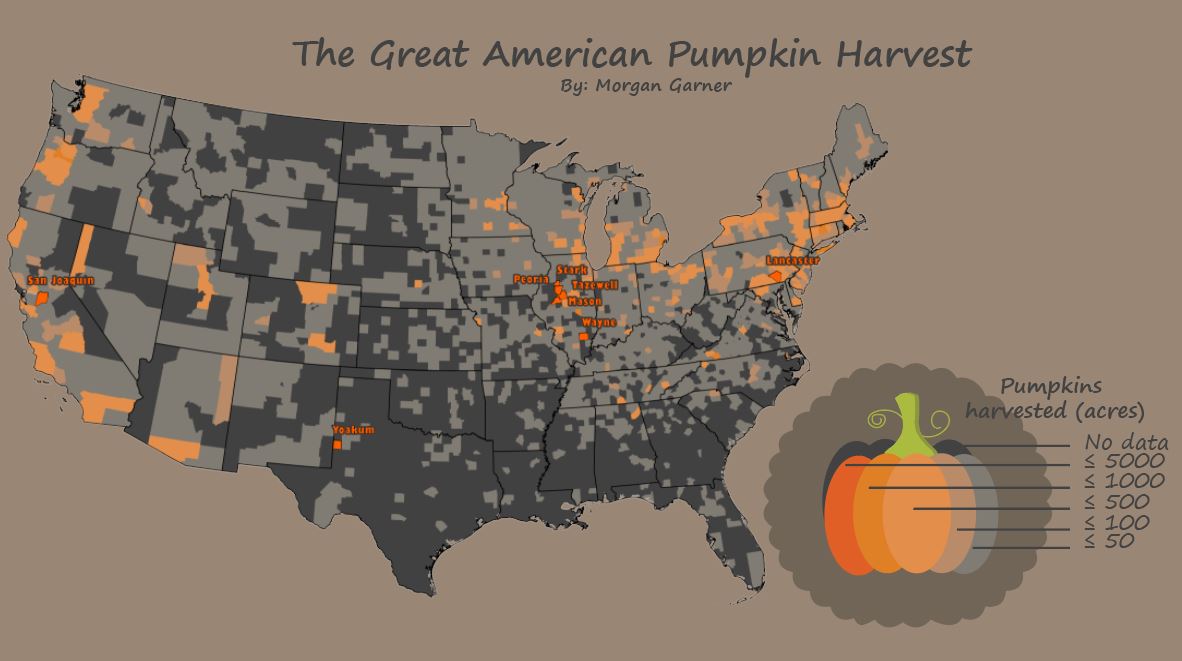 The Great American Pumpkin Harvest
By: Morgan Garner
Lancaster
Stark
Peoria
Tazewell
San Joaquin
Mason
Wayne
Yoakum
Pumpkins
harvested (acres)
No data
≤ 5000
≤ 1000
≤ 500
≤ 100
≤ 50